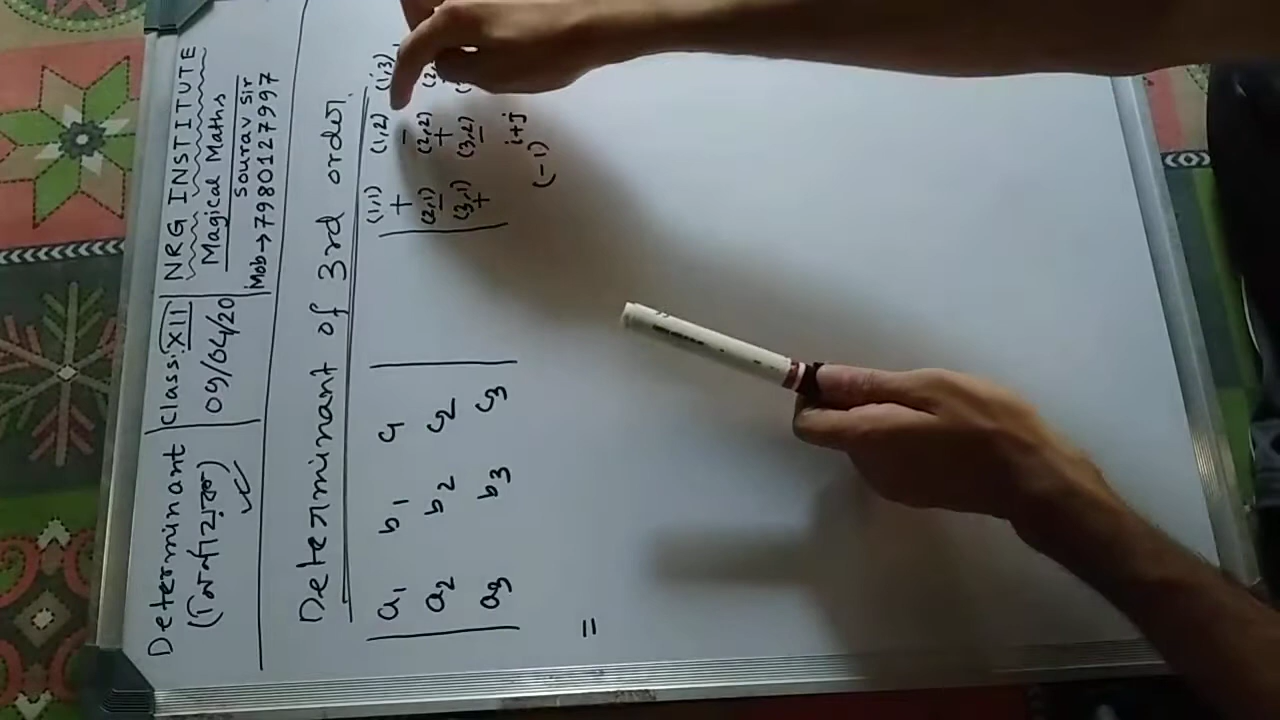 Determinant
(নির্ণায়ক)
Class: XII
09/04/20
NRG INSTITUTE
Magical Maths
Sourav Sir
Mob→7980127997
Determinant of 3rd order.
a1 b1 c1
a2 b2 c2
a3 b3 c3
(1,1) (1,2) (1,3)
+ -
(2,1) (2,2)
- +
(3,1) (3,2)
+ -
(-1)^i+j
=